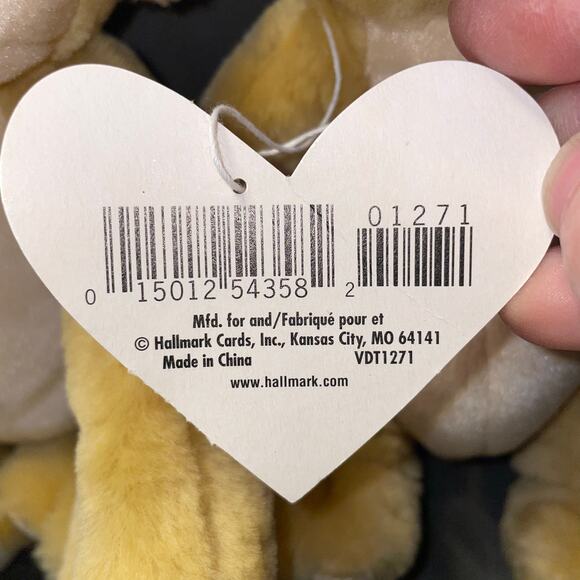 01271
0 15012 54358 2
Mfd. for and/Fabriqué pour et
© Hallmark Cards, Inc., Kansas City, MO 64141
Made in China VDT1271
www.hallmark.com